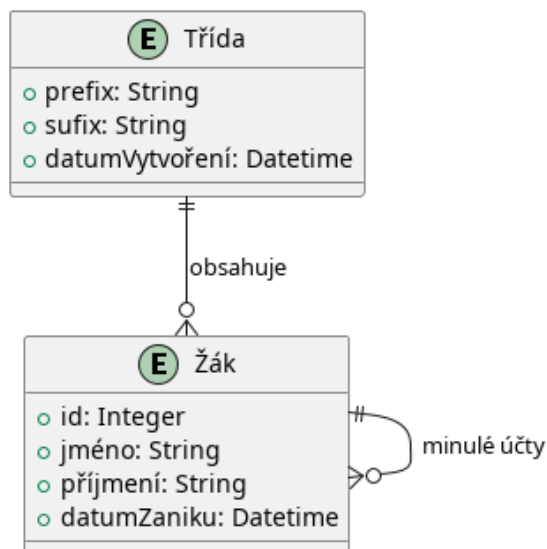 E Třída
prefix: String
sufix: String
datumVytvoření: Datetime
obsahuje
E Žák
id: Integer
jméno: String
příjmení: String
datumZaniku: Datetime
minulé účty